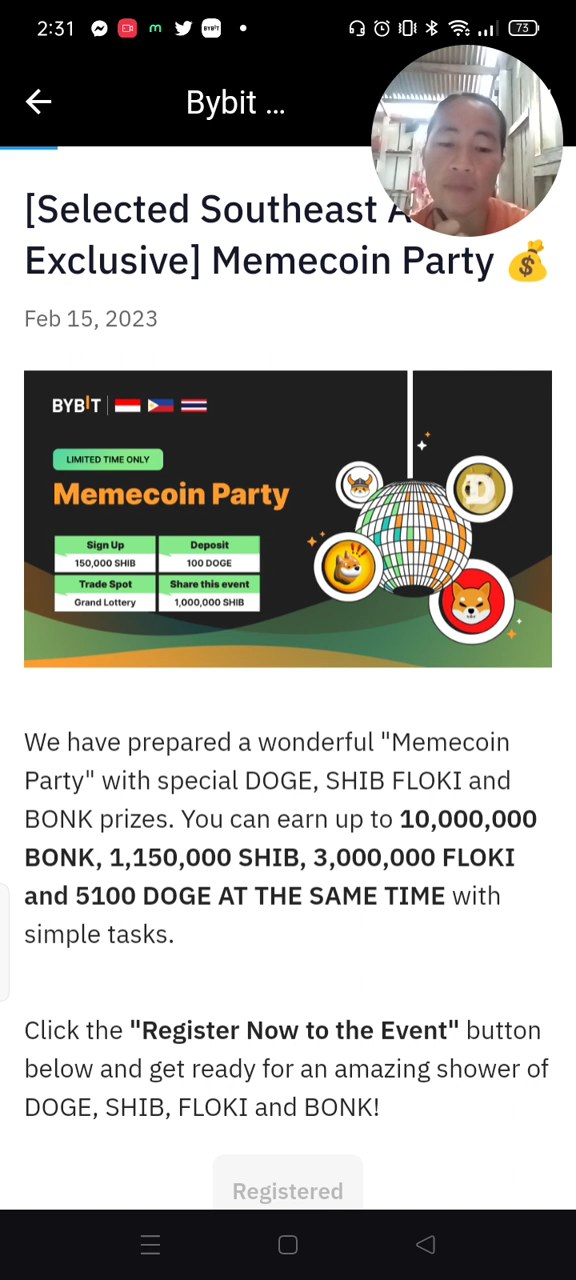 2:31
73
Bybit ...
[Selected Southeast
Exclusive] Memecoin Party 💰
Feb 15, 2023
BYBIT
LIMITED TIME ONLY
Memecoin Party
Sign Up
Deposit
150,000 SHIB
100 DOGE
Trade Spot
Share this event
Grand Lottery
1,000,000 SHIB
We have prepared a wonderful "Memecoin
Party" with special DOGE, SHIB FLOKI and
BONK prizes. You can earn up to 10,000,000
BONK, 1,150,000 SHIB, 3,000,000 FLOKI
and 5100 DOGE AT THE SAME TIME with
simple tasks.
Click the "Register Now to the Event" button
below and get ready for an amazing shower of
DOGE, SHIB, FLOKI and BONK!
Registered